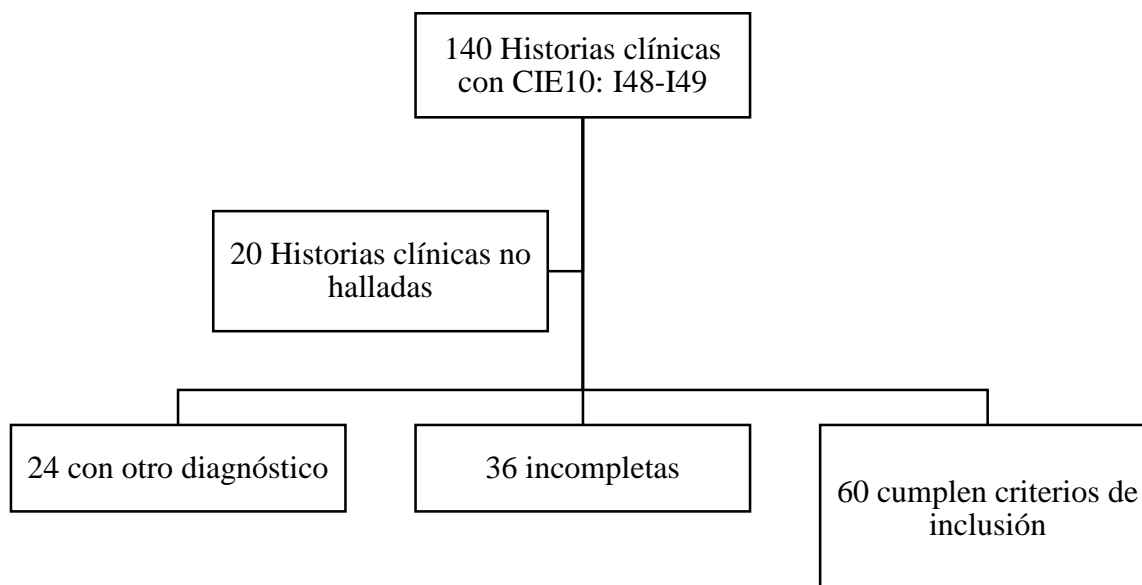 140 Historias clínicas
con CIE10: I48-I49
20 Historias clínicas no
halladas
24 con otro diagnóstico
36 incompletas
60 cumplen criterios de
inclusión